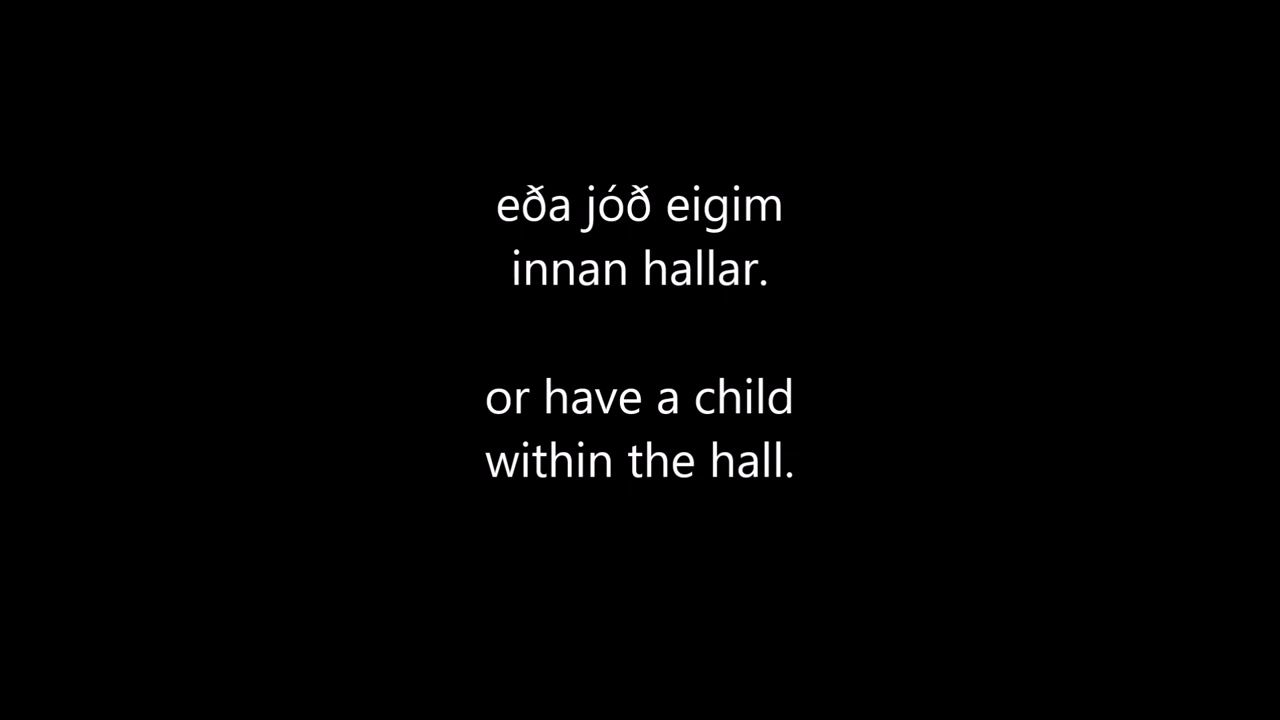 eða jóð eigim
innan hallar.
or have a child
within the hall.